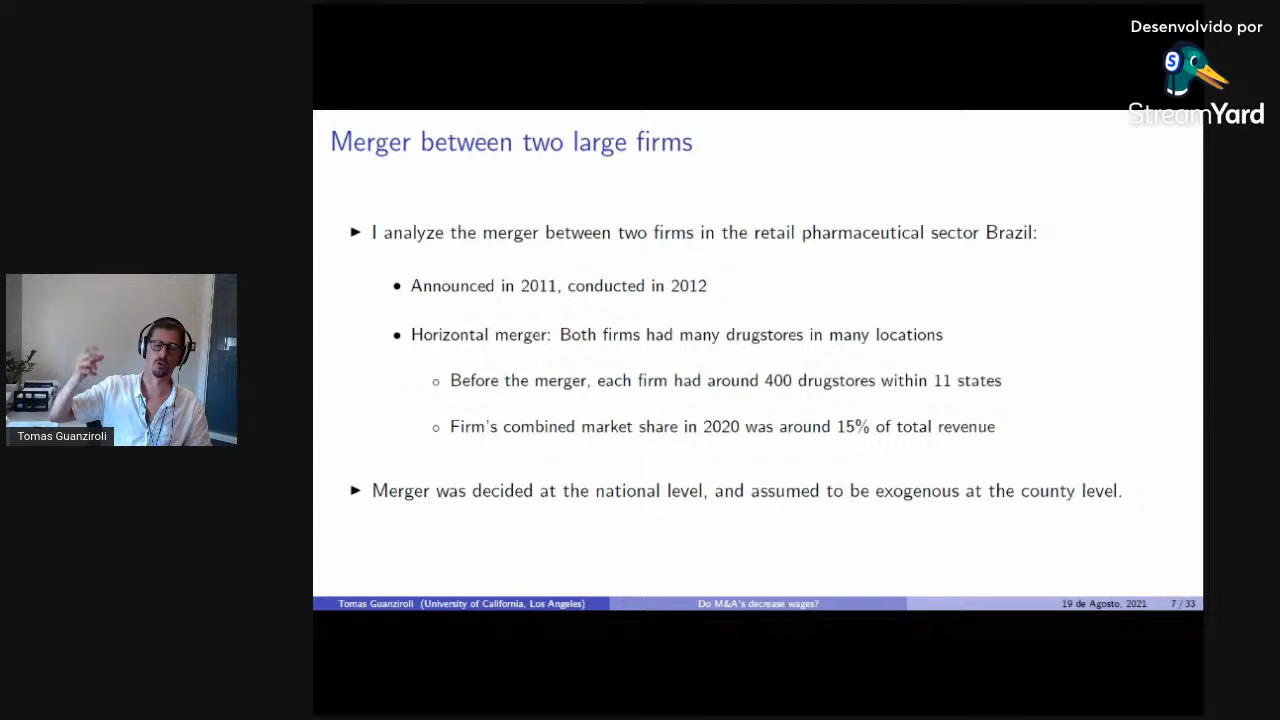 Desenvolvido por
S
StreamYard
Merger between two large firms
► I analyze the merger between two firms in the retail pharmaceutical sector Brazil:
• Announced in 2011, conducted in 2012
• Horizontal merger: Both firms had many drugstores in many locations
○ Before the merger, each firm had around 400 drugstores within 11 states
○ Firm's combined market share in 2020 was around 15% of total revenue
► Merger was decided at the national level, and assumed to be exogenous at the county level.
Tomas Guanziroli
Tomas Guanziroli (University of California, Los Angeles) Do M&A's decrease wages? 19 de Agosto, 2021 7 / 33